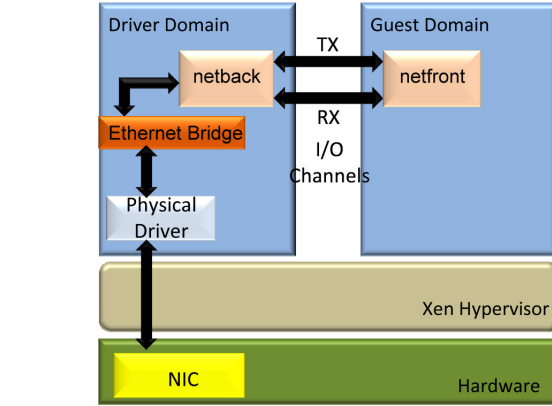 Driver Domain
Guest Domain
TX
netback
netfront
RX
Ethernet Bridge
I/O
Channels
Physical
Driver
Xen Hypervisor
NIC
Hardware